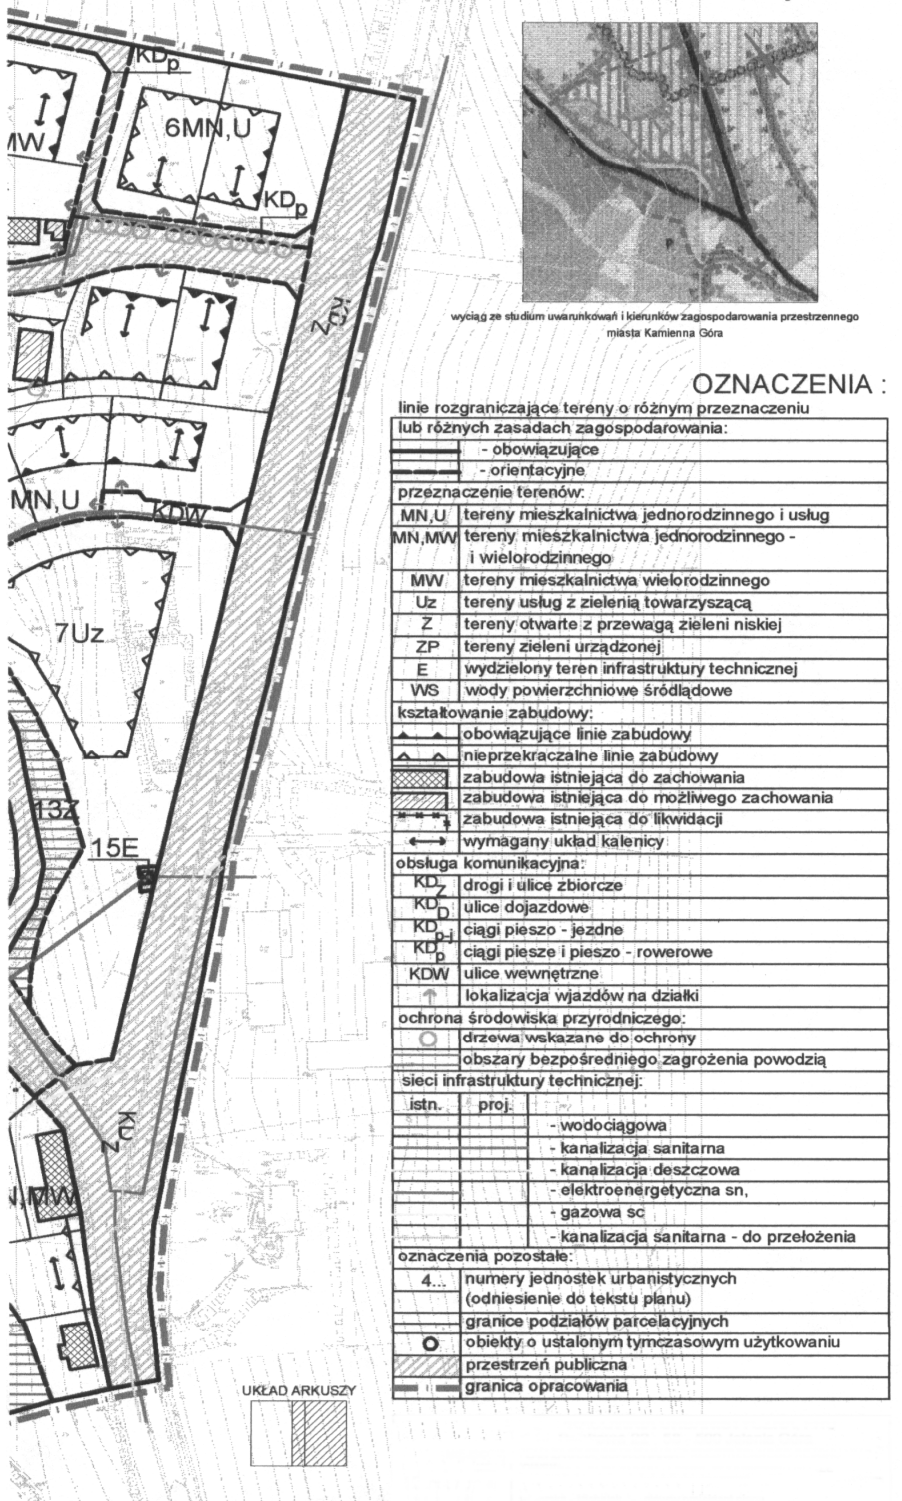 KDp
6MN,U
MW
KDp
KDZ
MN,U
KDW
7Uz
13Z
15E
KDZ
N,MW
wyciąg ze studium uwarunkowań i kierunków zagospodarowania przestrzennego
miasta Kamienna Góra
P
OZNACZENIA :
linie rozgraniczające tereny o różnym przeznaczeniu
lub różnych zasadach zagospodarowania:
- obowiązujące
- orientacyjne
przeznaczenie terenów:
MN,U tereny mieszkalnictwa jednorodzinnego i usług
MN,MW tereny mieszkalnictwa jednorodzinnego -
i wielorodzinnego
MW tereny mieszkalnictwa wielorodzinnego
Uz tereny usług z zielenią towarzyszącą
Z tereny otwarte z przewagą zieleni niskiej
ZP tereny zieleni urządzonej
E wydzielony teren infrastruktury technicznej
WS wody powierzchniowe śródlądowe
kształtowanie zabudowy:
obowiązujące linie zabudowy
nieprzekraczalne linie zabudowy
zabudowa istniejąca do zachowania
zabudowa istniejąca do możliwego zachowania
zabudowa istniejąca do likwidacji
wymagany układ kalenicy
obsługa komunikacyjna:
KDZ drogi i ulice zbiorcze
KDD ulice dojazdowe
KDp-j ciągi pieszo - jezdne
KDp ciągi piesze i pieszo - rowerowe
KDW ulice wewnętrzne
lokalizacja wjazdów na działki
ochrona środowiska przyrodniczego:
drzewa wskazane do ochrony
obszary bezpośredniego zagrożenia powodzią
sieci infrastruktury technicznej:
istn. proj.
- wodociągowa
- kanalizacja sanitarna
- kanalizacja deszczowa
- elektroenergetyczna sn,
- gazowa sc
- kanalizacja sanitarna - do przełożenia
oznaczenia pozostałe:
4... numery jednostek urbanistycznych
(odniesienie do tekstu planu)
granice podziałów parcelacyjnych
obiekty o ustalonym tymczasowym użytkowaniu
przestrzeń publiczna
granica opracowania
UKŁAD ARKUSZY